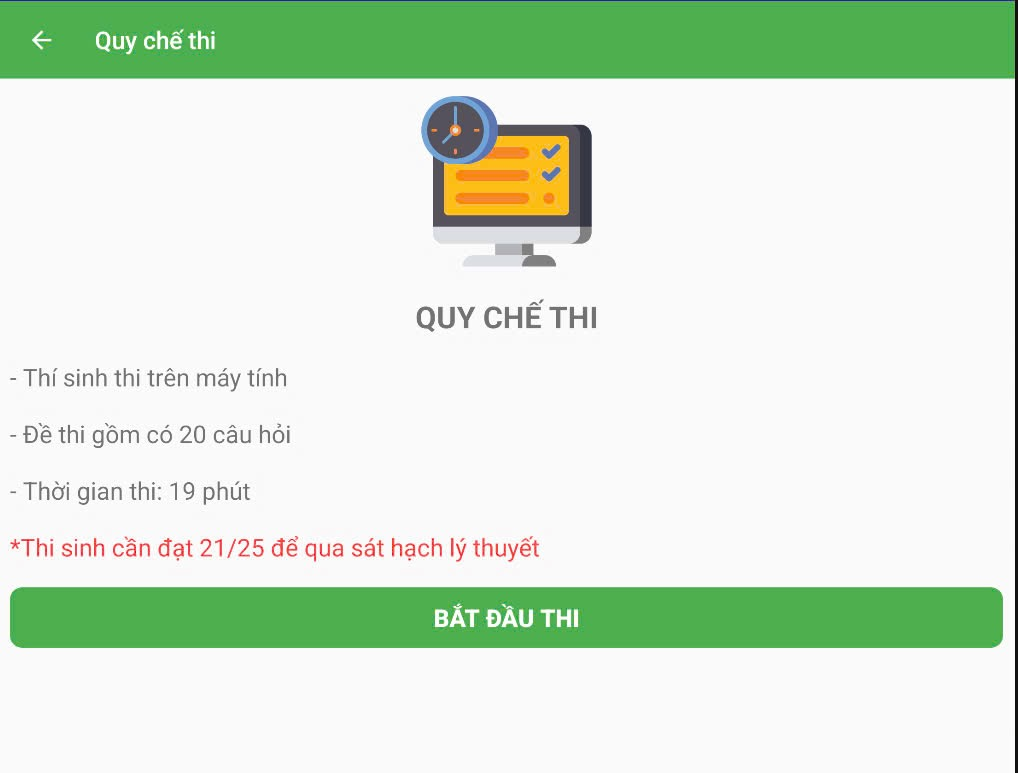 Quy chế thi
QUY CHẾ THI
- Thí sinh thi trên máy tính
- Đề thi gồm có 20 câu hỏi
- Thời gian thi: 19 phút
*Thi sinh cần đạt 21/25 để qua sát hạch lý thuyết
BẮT ĐẦU THI